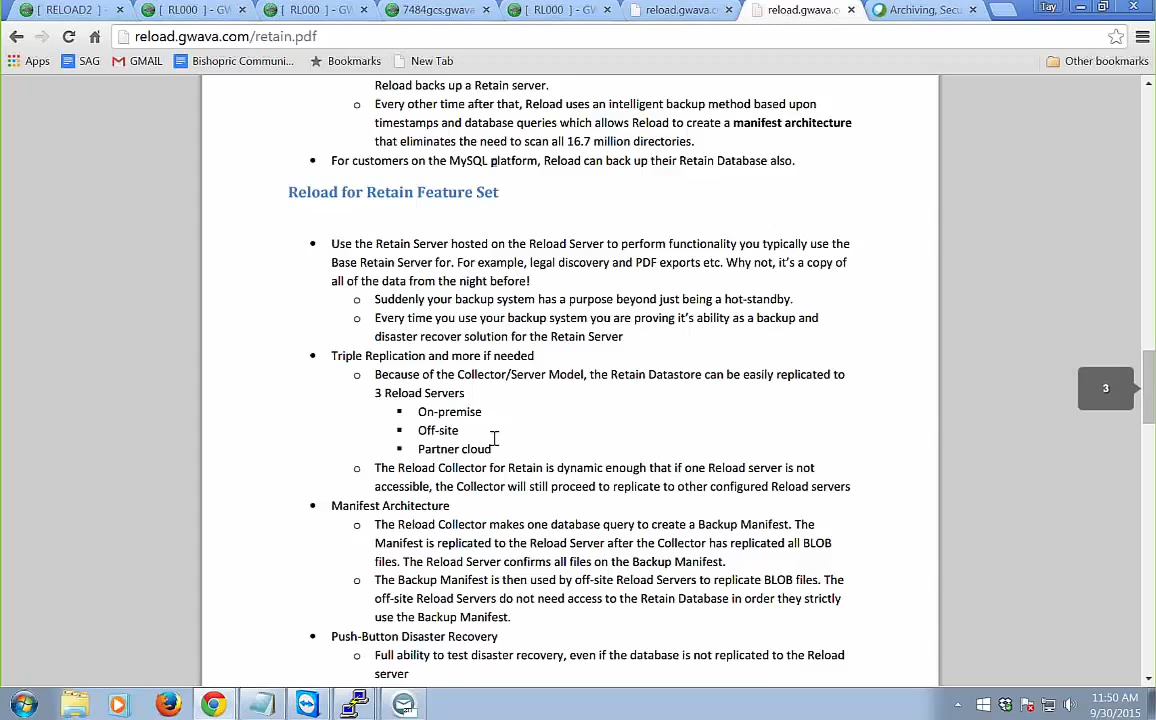 [ RELOAD2 ] -
[ RL000 ] - GW
[ RL000 ] - GW
7484gcs.gwava
[ RL000 ] - GW
reload.gwava.c
reload.gwava.c
Archiving, Secu
Tay
reload.gwava.com/retain.pdf
Apps
SAG
GMAIL
Bishopric Communi...
Bookmarks
New Tab
Other bookmarks
Reload backs up a Retain server.
o Every other time after that, Reload uses an intelligent backup method based upon
timestamps and database queries which allows Reload to create a manifest architecture
that eliminates the need to scan all 16.7 million directories.
• For customers on the MySQL platform, Reload can back up their Retain Database also.
Reload for Retain Feature Set
• Use the Retain Server hosted on the Reload Server to perform functionality you typically use the
Base Retain Server for. For example, legal discovery and PDF exports etc. Why not, it's a copy of
all of the data from the night before!
o Suddenly your backup system has a purpose beyond just being a hot-standby.
o Every time you use your backup system you are proving it's ability as a backup and
disaster recover solution for the Retain Server
• Triple Replication and more if needed
o Because of the Collector/Server Model, the Retain Datastore can be easily replicated to
3 Reload Servers
▪ On-premise
▪ Off-site
▪ Partner cloud
o The Reload Collector for Retain is dynamic enough that if one Reload server is not
accessible, the Collector will still proceed to replicate to other configured Reload servers
• Manifest Architecture
o The Reload Collector makes one database query to create a Backup Manifest. The
Manifest is replicated to the Reload Server after the Collector has replicated all BLOB
files. The Reload Server confirms all files on the Backup Manifest.
o The Backup Manifest is then used by off-site Reload Servers to replicate BLOB files. The
off-site Reload Servers do not need access to the Retain Database in order they strictly
use the Backup Manifest.
• Push-Button Disaster Recovery
o Full ability to test disaster recovery, even if the database is not replicated to the Reload
server
3
11:50 AM
9/30/2015